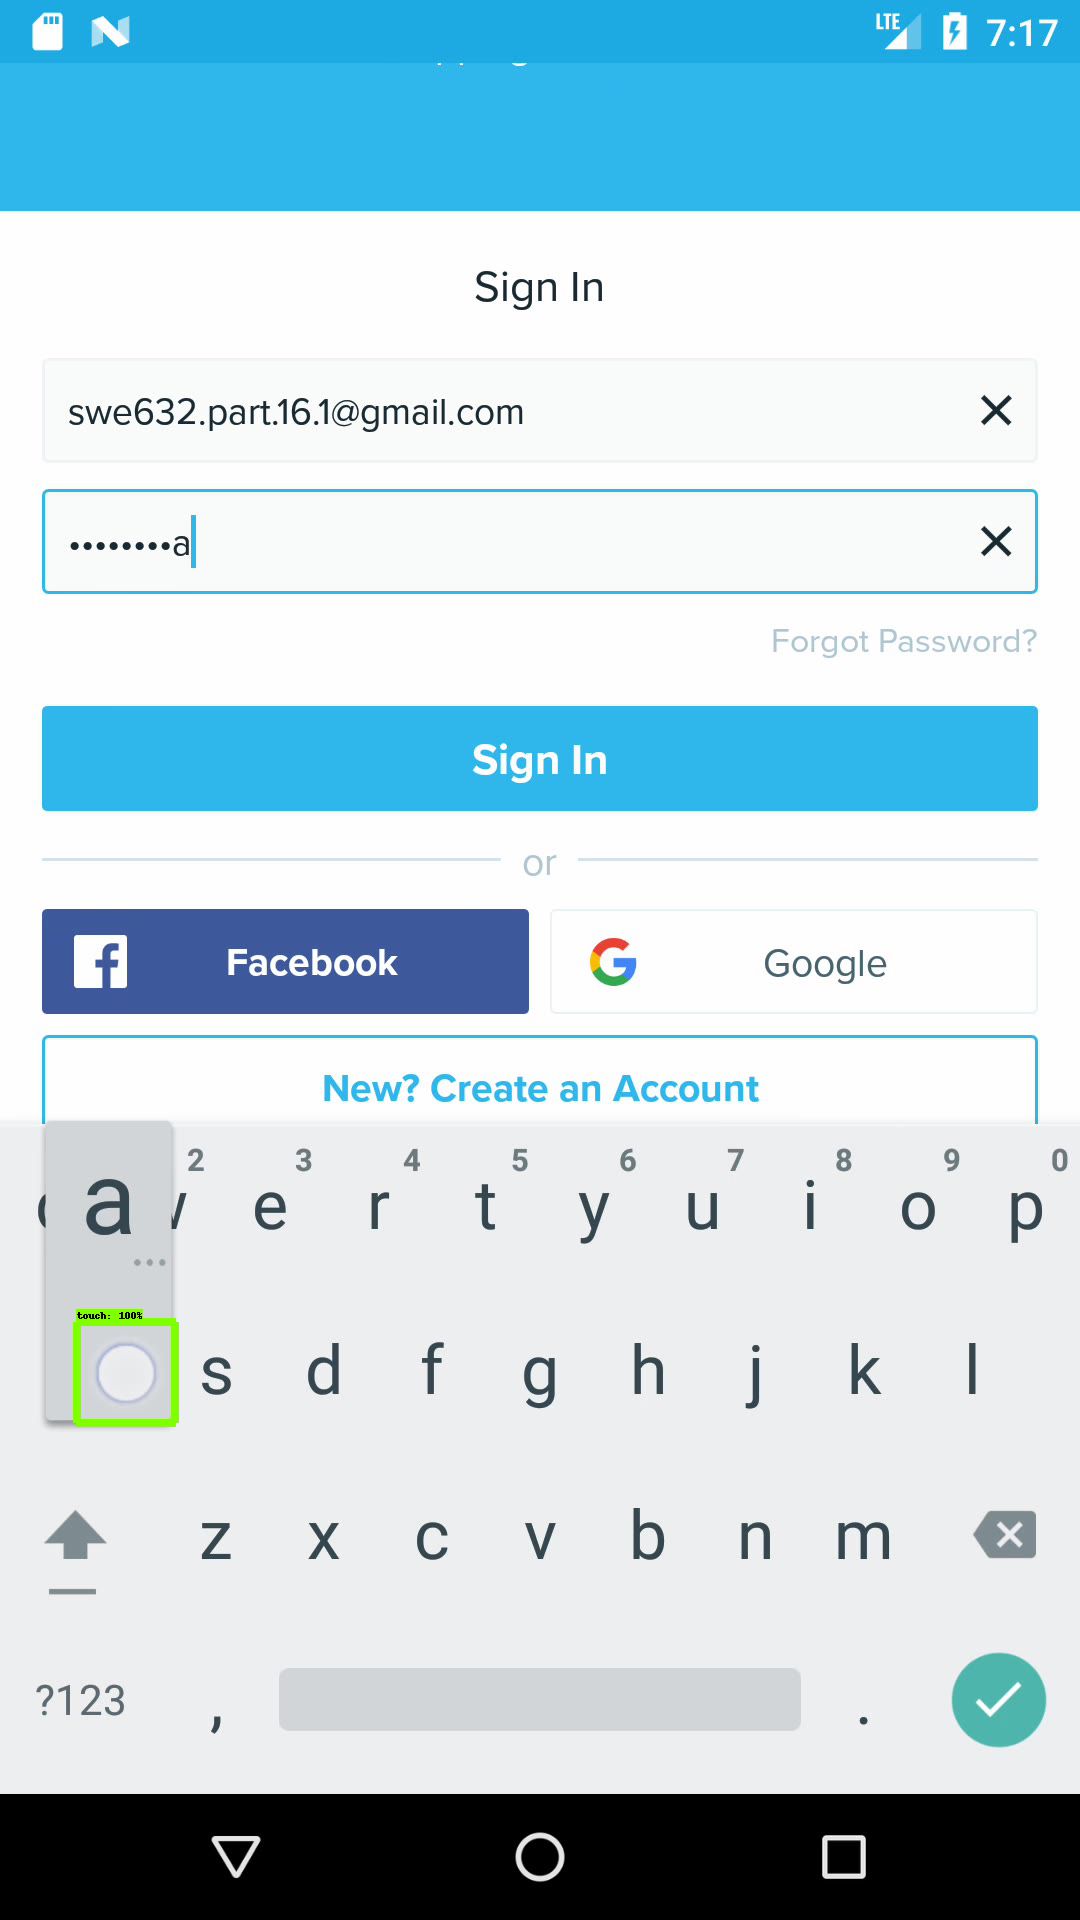 LTE 7:17
Sign In
swe632.part.16.1@gmail.com
••••••••a
Forgot Password?
Sign In
or
Facebook
Google
New? Create an Account
2 3 4 5 6 7 8 9 0
a e r t y u i o p
touch: 100%
s d f g h j k l
z x c v b n m
?123 , .